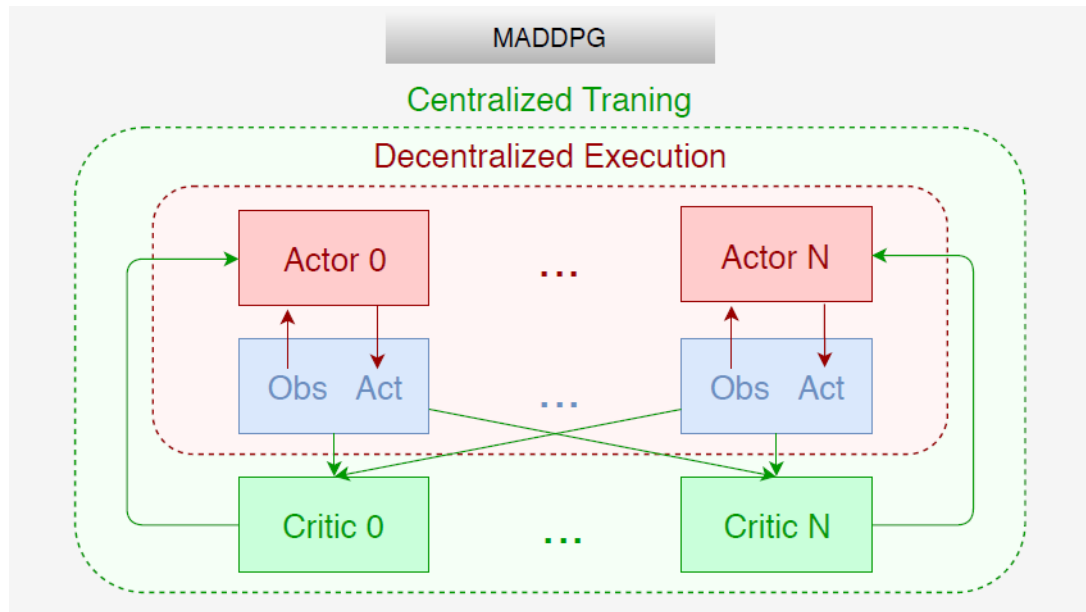 MADDPG
Centralized Traning
Decentralized Execution
Actor 0 ... Actor N
Obs Act ... Obs Act
Critic 0 ... Critic N